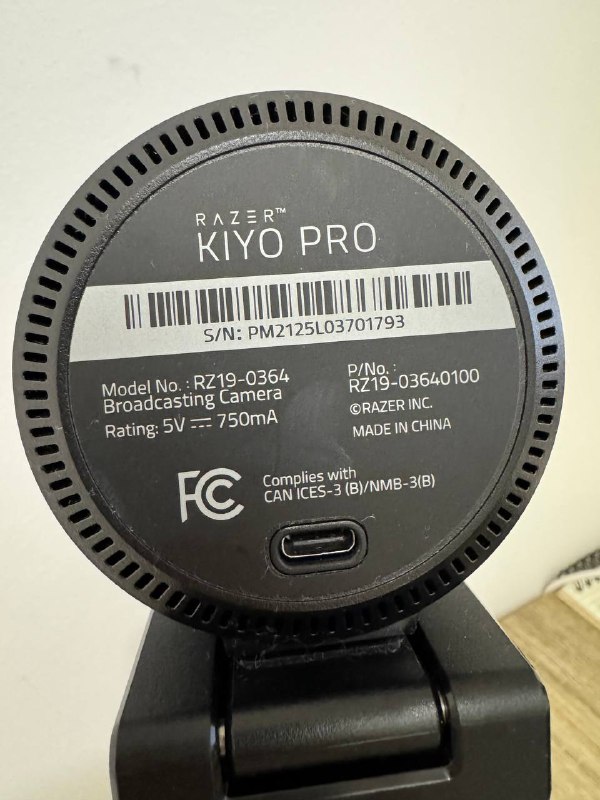 RAZER™
KIYO PRO
S/N: PM2125L03701793
Model No. : RZ19-0364
Broadcasting Camera
Rating: 5V ⎓ 750mA
P/No. :
RZ19-03640100
©RAZER INC.
MADE IN CHINA
FC
Complies with
CAN ICES-3 (B)/NMB-3(B)